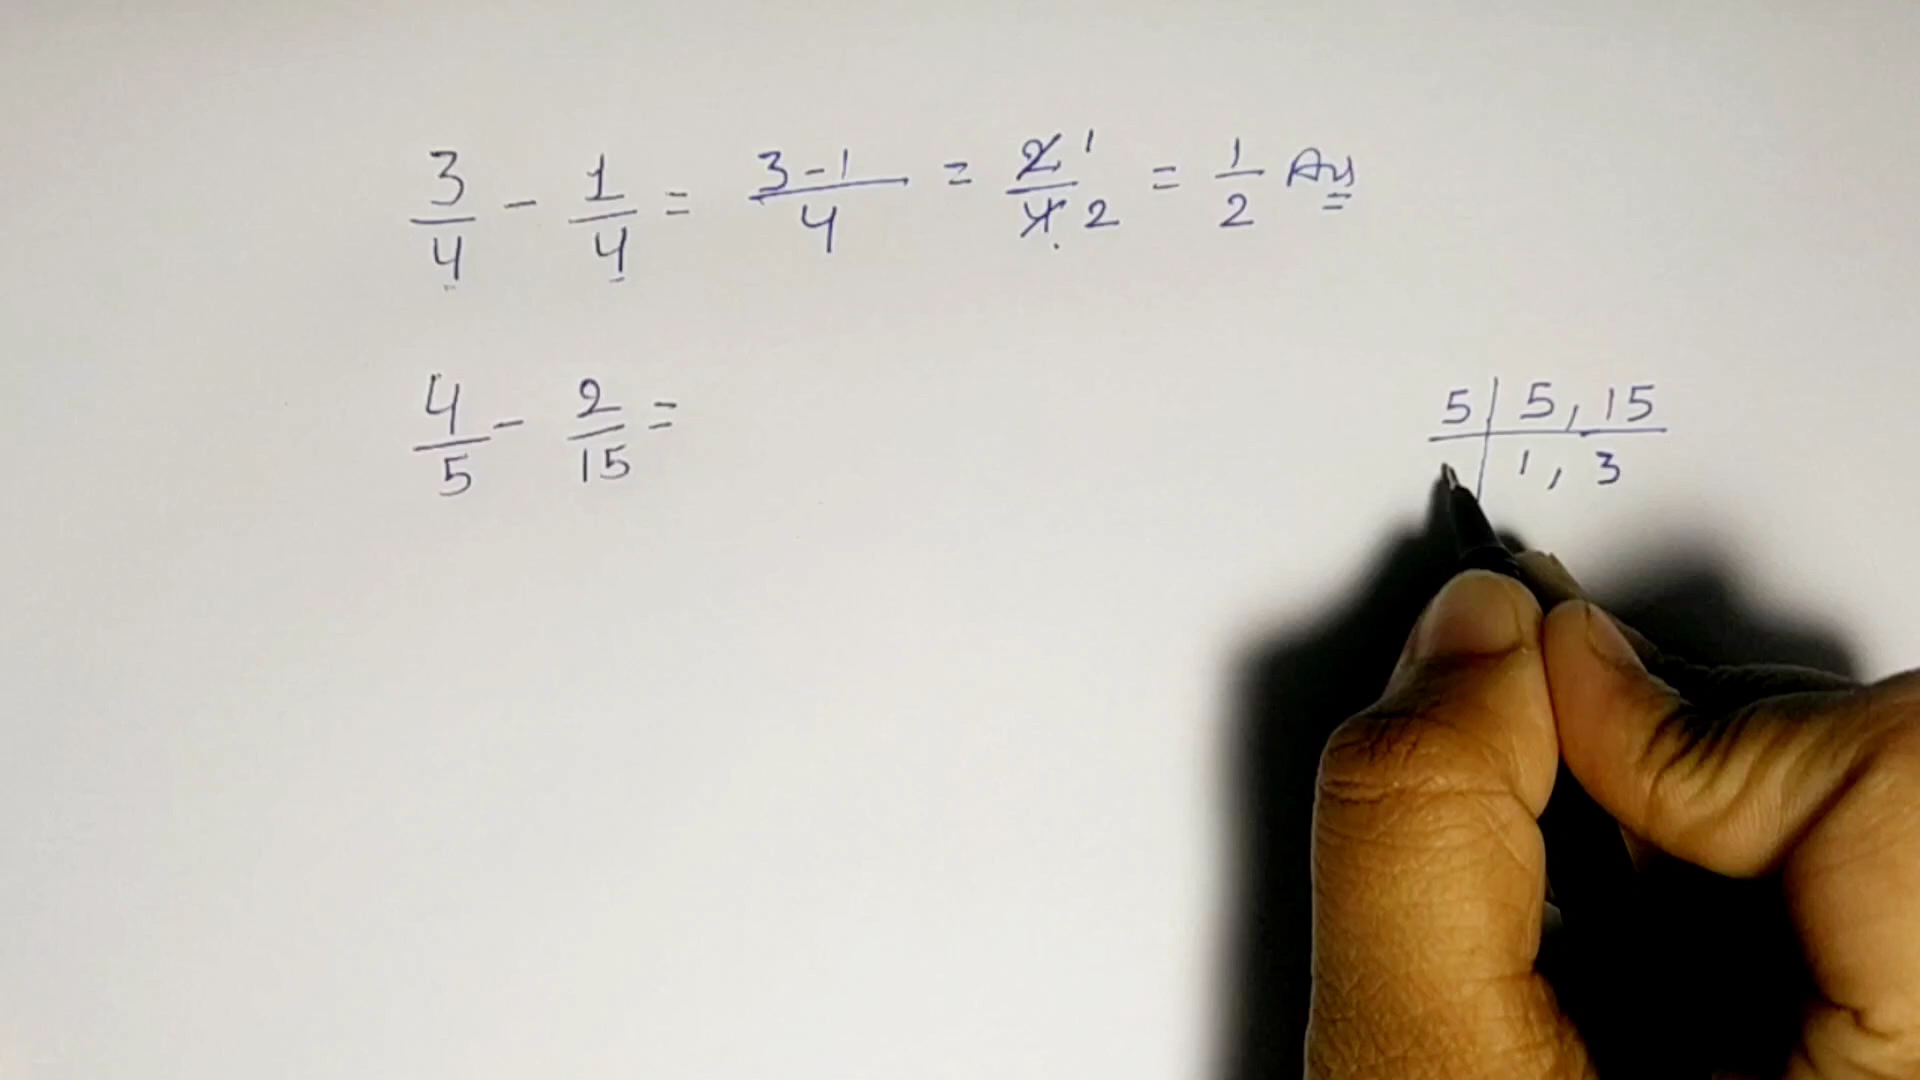 3/4 - 1/4 = 3-1/4 = 2 1/4 2 = 1/2 Ans
4/5 - 2/15 =
5 | 5, 15
1, 3